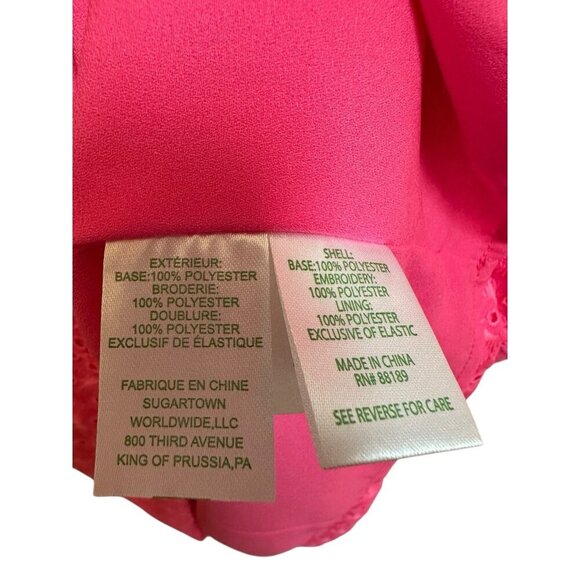 EXTÉRIEUR:
BASE:100% POLYESTER
BRODERIE:
100% POLYESTER
DOUBLURE:
100% POLYESTER
EXCLUSIF DE ÉLASTIQUE
FABRIQUE EN CHINE
SUGARTOWN
WORLDWIDE,LLC
800 THIRD AVENUE
KING OF PRUSSIA,PA
SHELL:
BASE:100% POLYESTER
EMBROIDERY:
100% POLYESTER
LINING:
100% POLYESTER
EXCLUSIVE OF ELASTIC
MADE IN CHINA
RN# 88189
SEE REVERSE FOR CARE